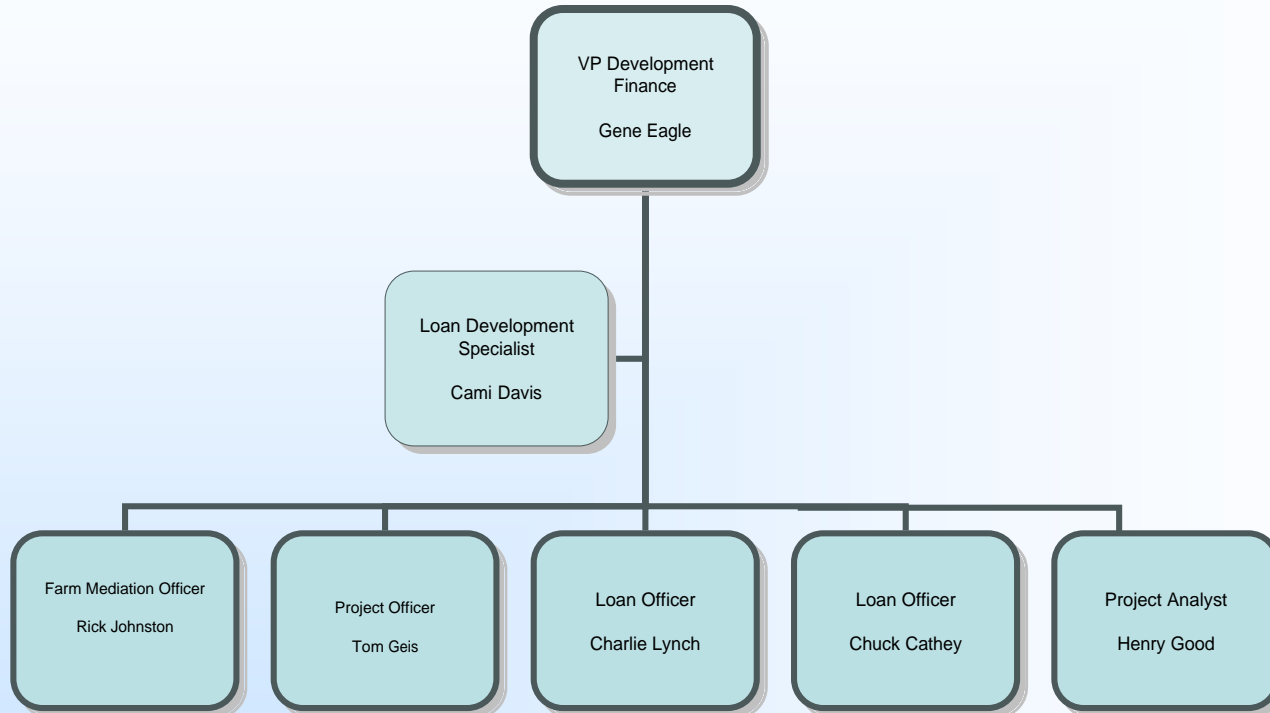 VP Development
Finance
Gene Eagle
Loan Development
Specialist
Cami Davis
Farm Mediation Officer
Rick Johnston
Project Officer
Tom Geis
Loan Officer
Charlie Lynch
Loan Officer
Chuck Cathey
Project Analyst
Henry Good